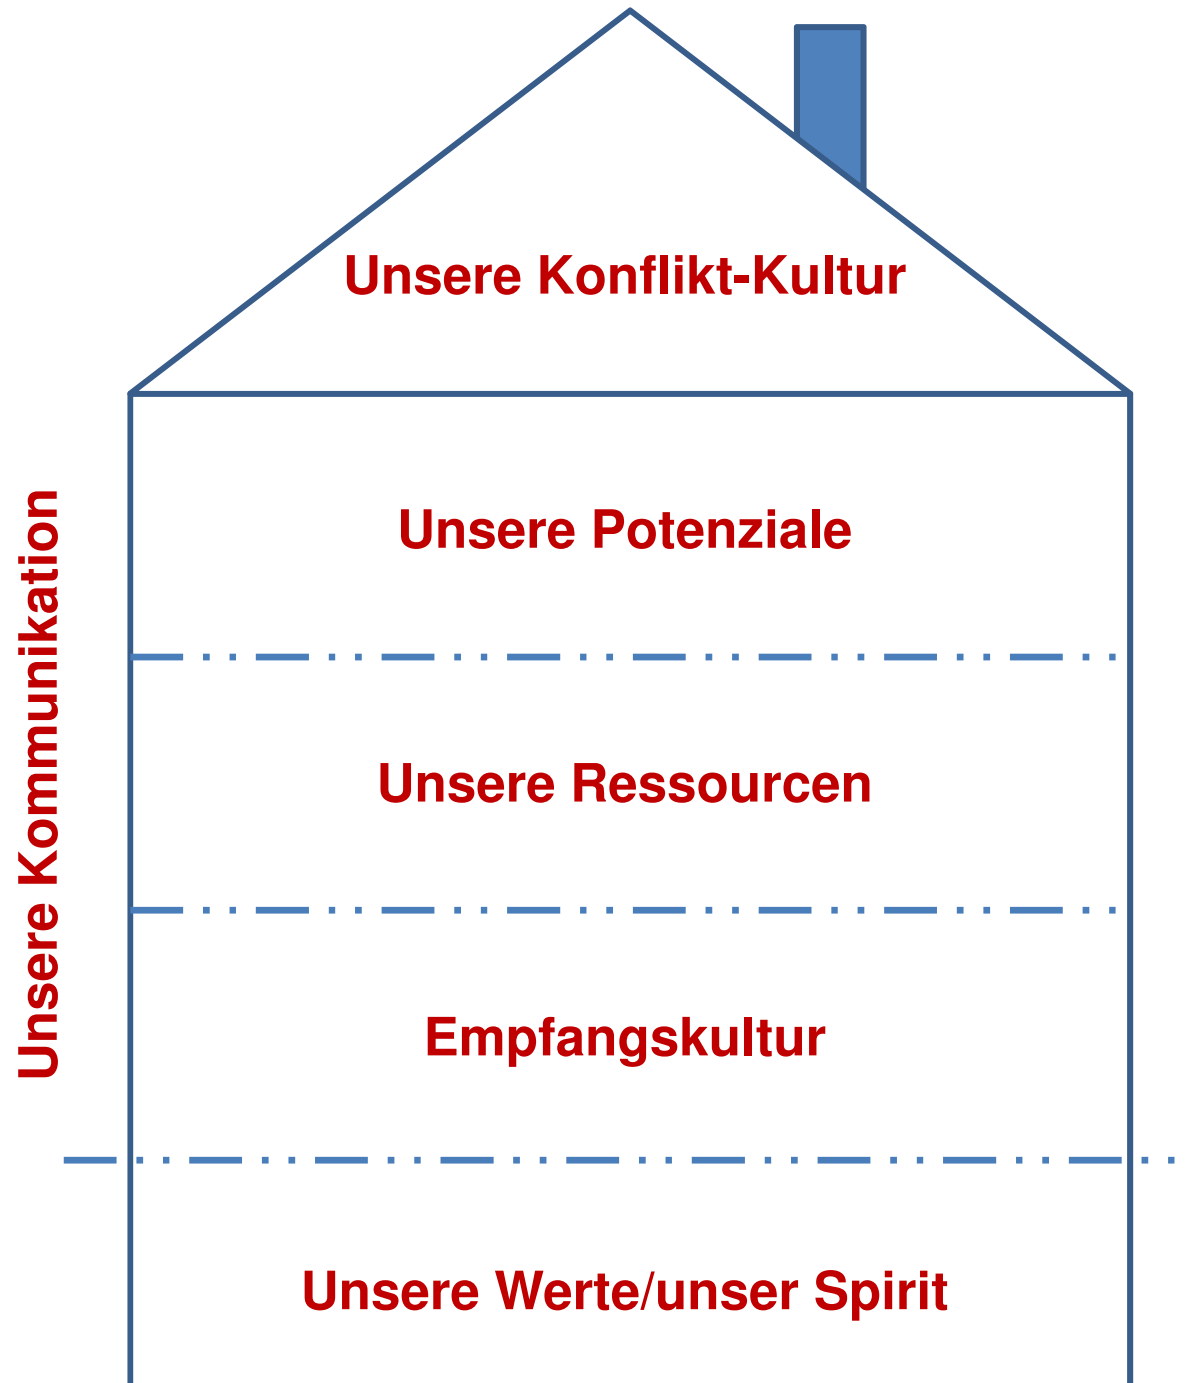 Unsere Konflikt-Kultur
Unsere Potenziale
Unsere Kommunikation
Unsere Ressourcen
Empfangskultur
Unsere Werte/unser Spirit